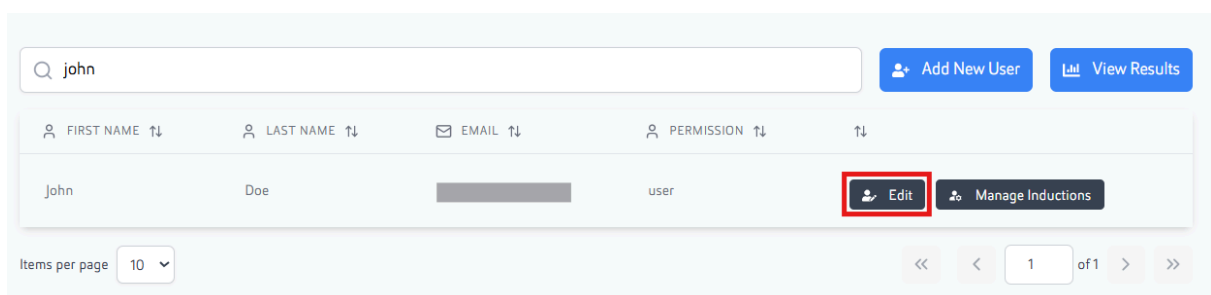 john
Add New User
View Results
FIRST NAME LAST NAME EMAIL PERMISSION
John Doe user Edit Manage Inductions
Items per page 10 1 of 1